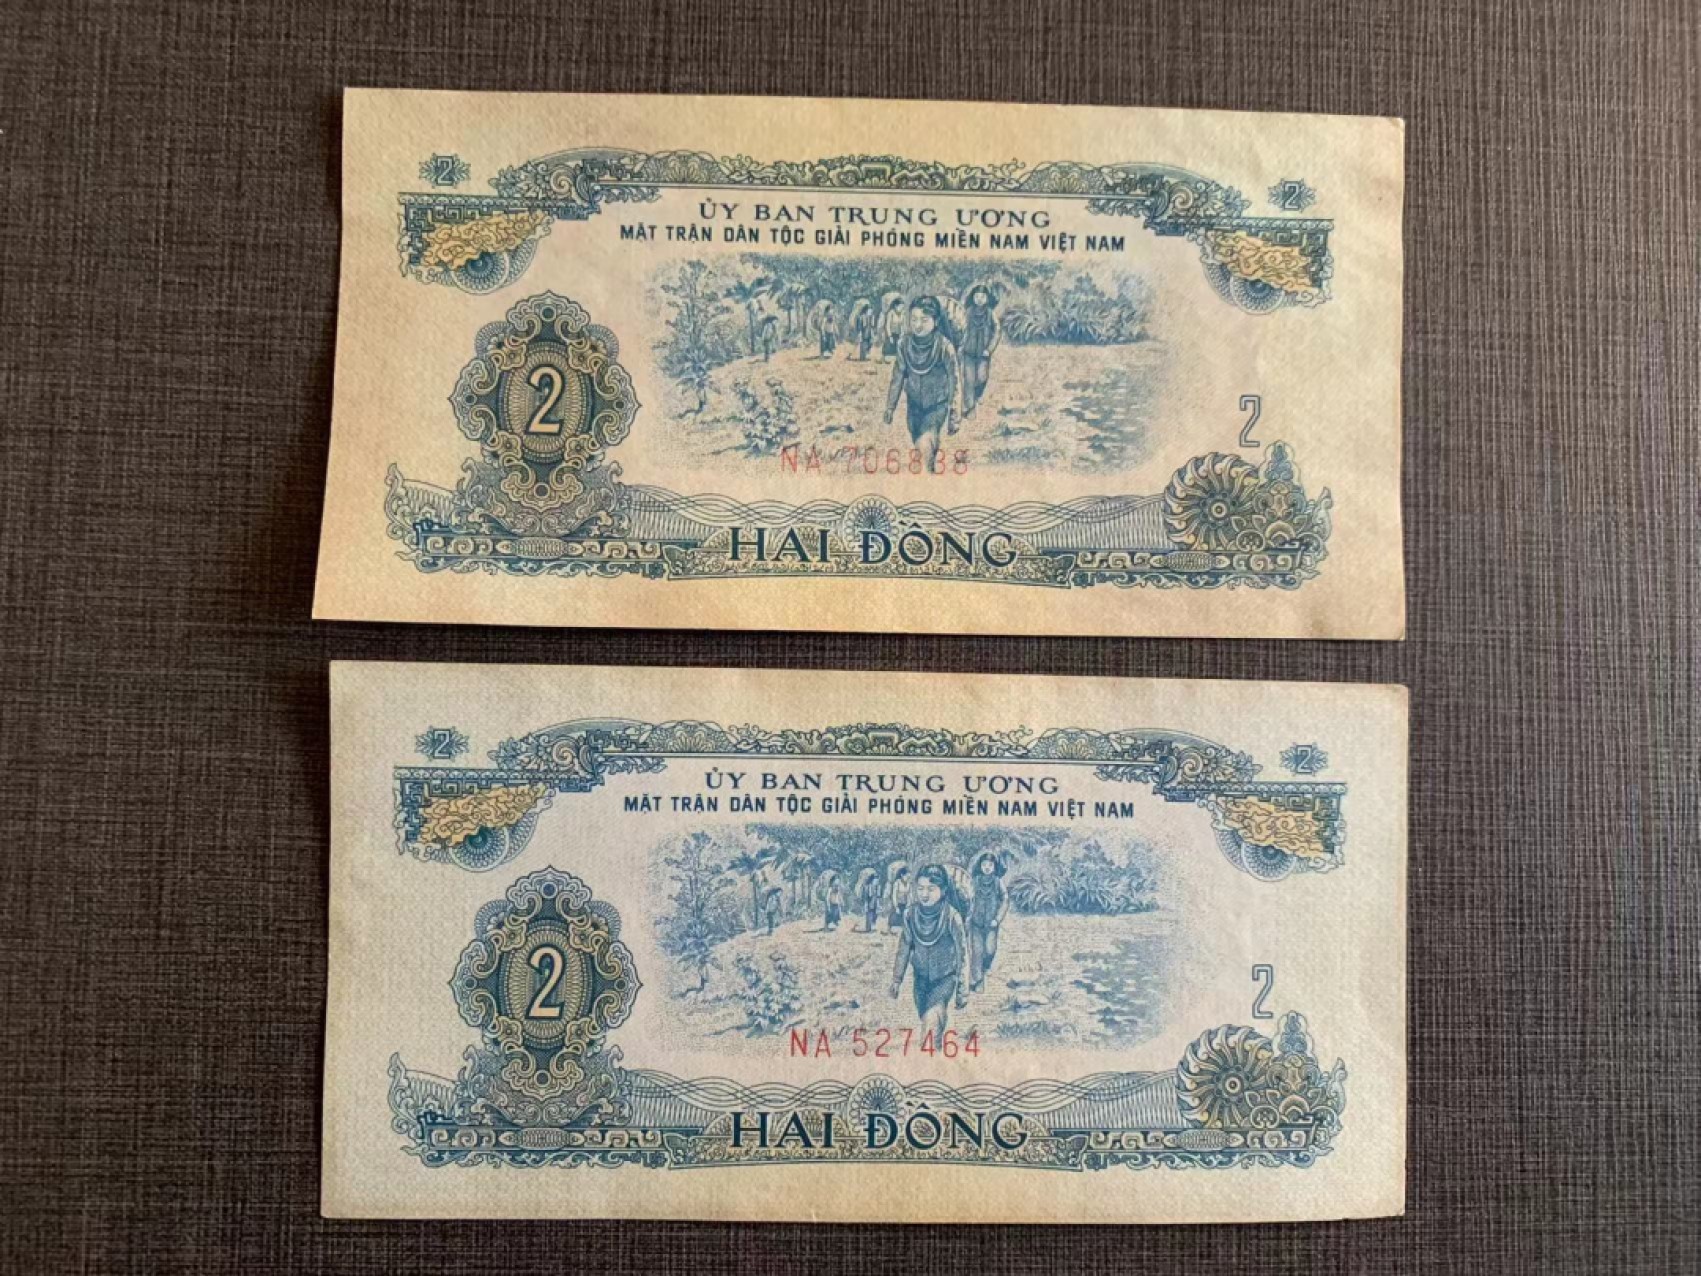 2 2
ỦY BAN TRUNG ƯƠNG
MẶT TRẬN DÂN TỘC GIẢI PHÓNG MIỀN NAM VIỆT NAM
2
2
NA 706838
HAI ĐỒNG
2 2
ỦY BAN TRUNG ƯƠNG
MẶT TRẬN DÂN TỘC GIẢI PHÓNG MIỀN NAM VIỆT NAM
2
2
NA 527464
HAI ĐỒNG